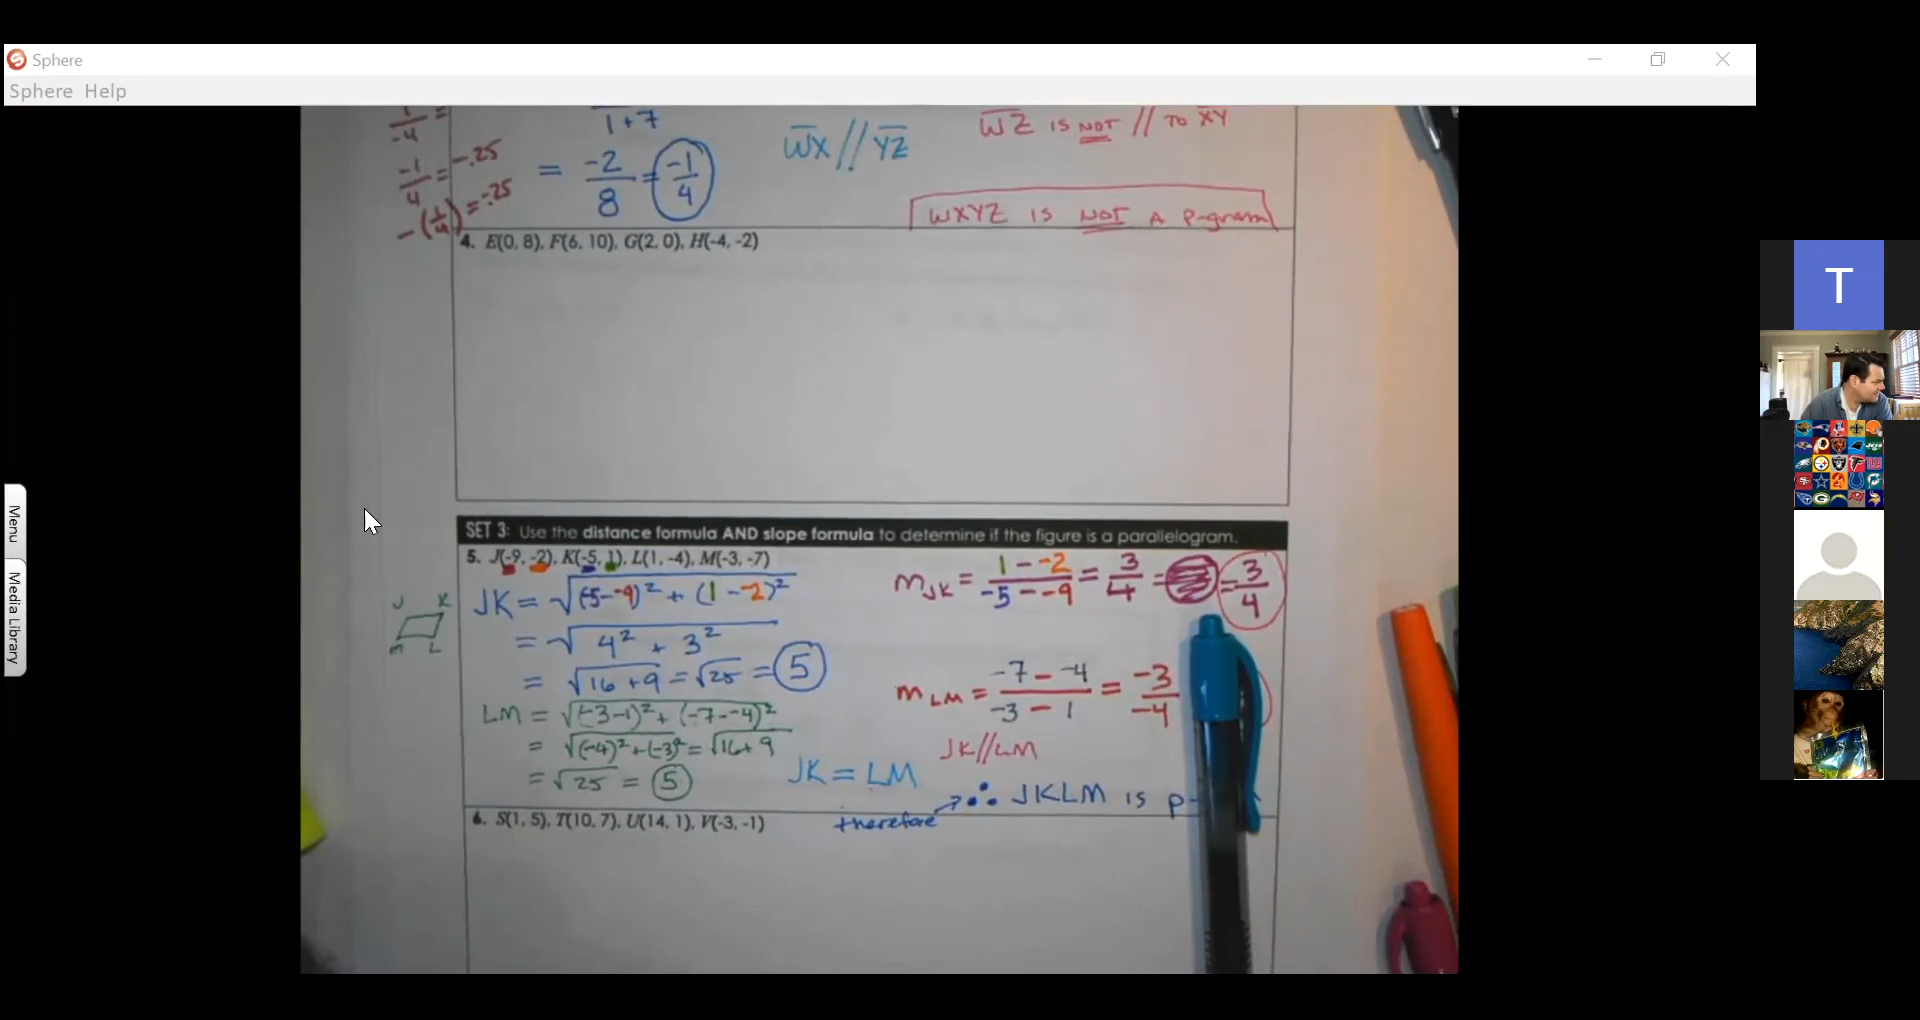 Sphere
Sphere Help
1 + 7
WX // YZ
WZ IS NOT // TO XY
-1/4 = -.25
= -2/8 = -1/4
-(1/4) = -.25
WXYZ IS NOT A p-gram
4. E(0, 8), F(6, 10), G(2, 0), H(-4, -2)
SET 3: Use the distance formula AND slope formula to determine if the figure is a parallelogram.
5. J(-9, -2), K(-5, 1), L(1, -4), M(-3, -7)
JK = √(-5--9)² + (1--2)²
m JK = 1--2/-5--9 = 3/4 = = 3/4
J K
M L
= √4² + 3²
= √16+9 = √25 = 5
m LM = -7--4/-3-1 = -3/-4
LM = √(-3-1)² + (-7--4)²
= √(-4)² + (-3)² = √16+9
JK // LM
= √25 = 5
JK = LM
∴ JKLM is p-
therefore
6. S(1, 5), T(10, 7), U(14, 1), V(-3, -1)
Menu
Media Library
T